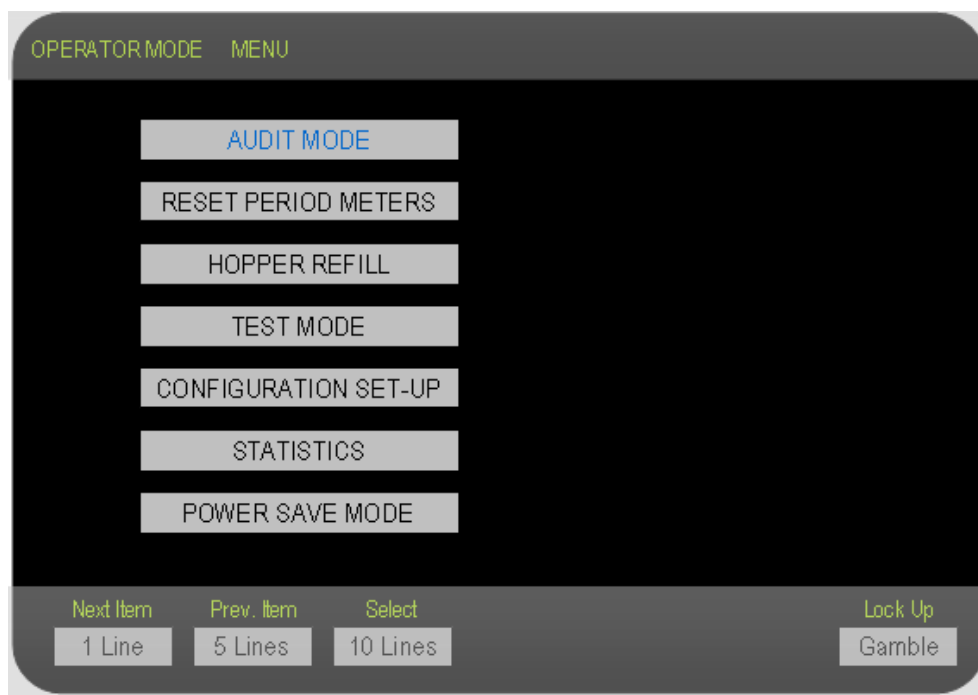 OPERATOR MODE MENU
AUDIT MODE
RESET PERIOD METERS
HOPPER REFILL
TEST MODE
CONFIGURATION SET-UP
STATISTICS
POWER SAVE MODE
Next Item Prev. Item Select Lock Up
1 Line 5 Lines 10 Lines Gamble